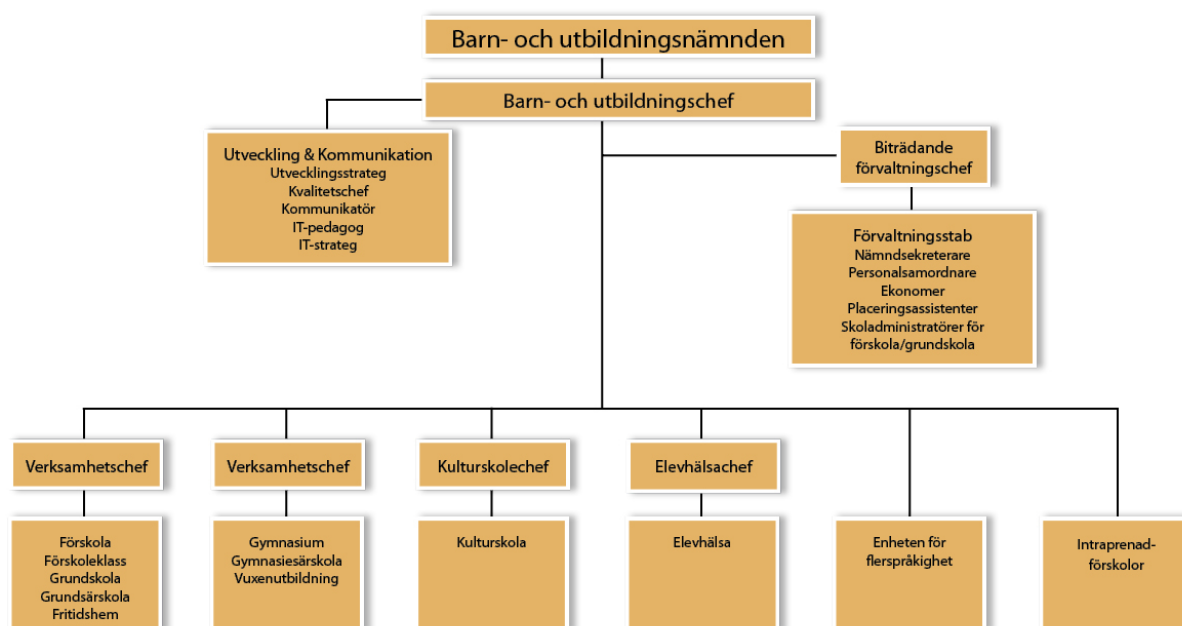 Barn- och utbildningsnämnden
Barn- och utbildningschef
Utveckling & Kommunikation
Utvecklingsstrateg
Kvalitetschef
Kommunikatör
IT-pedagog
IT-strateg
Biträdande
förvaltningschef
Förvaltningsstab
Nämndsekreterare
Personalsamordnare
Ekonomer
Placeringsassistenter
Skoladministratörer för
förskola/grundskola
Verksamhetschef
Förskola
Förskoleklass
Grundskola
Grundsärskola
Fritidshem
Verksamhetschef
Gymnasium
Gymnasiesärskola
Vuxenutbildning
Kulturskolechef
Kulturskola
Elevhälsachef
Elevhälsa
Enheten för
flerspråkighet
Intraprenad-
förskolor